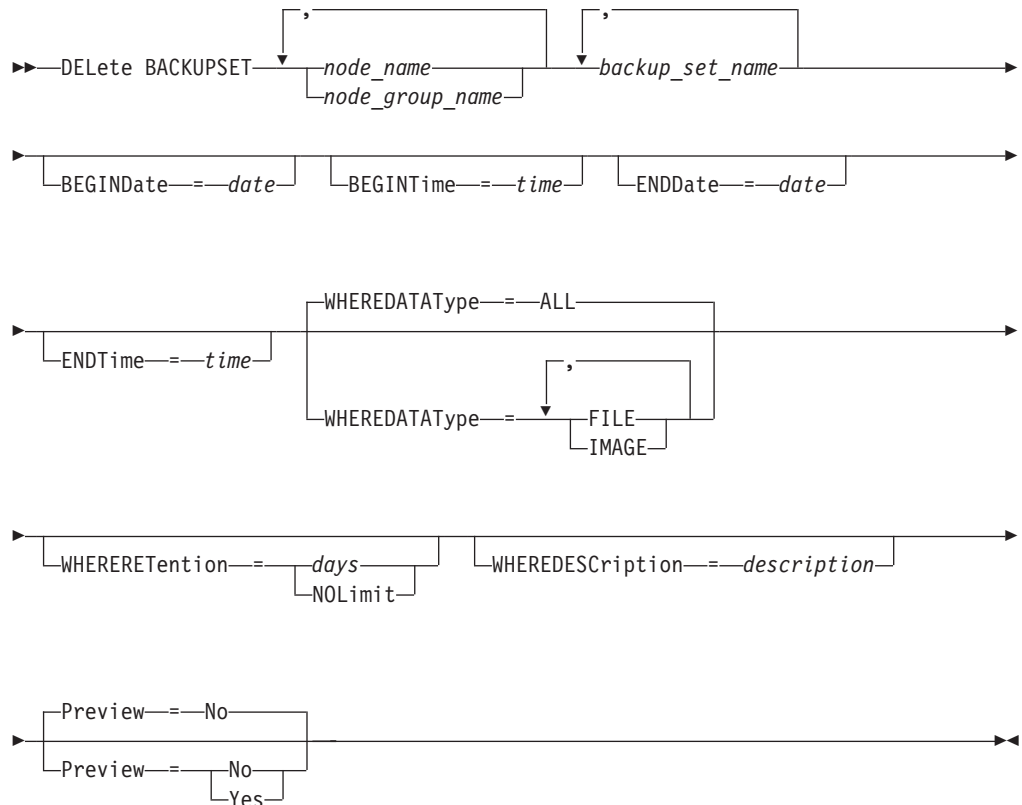 , ,
DELete BACKUPSET node_name backup_set_name
node_group_name
BEGINDate = date BEGINTime = time ENDDate = date
WHEREDATAType = ALL
ENDTime = time
,
WHEREDATAType = FILE
IMAGE
WHERERETention = days WHEREDESCription = description
NOLimit
Preview = No
Preview = No
Yes